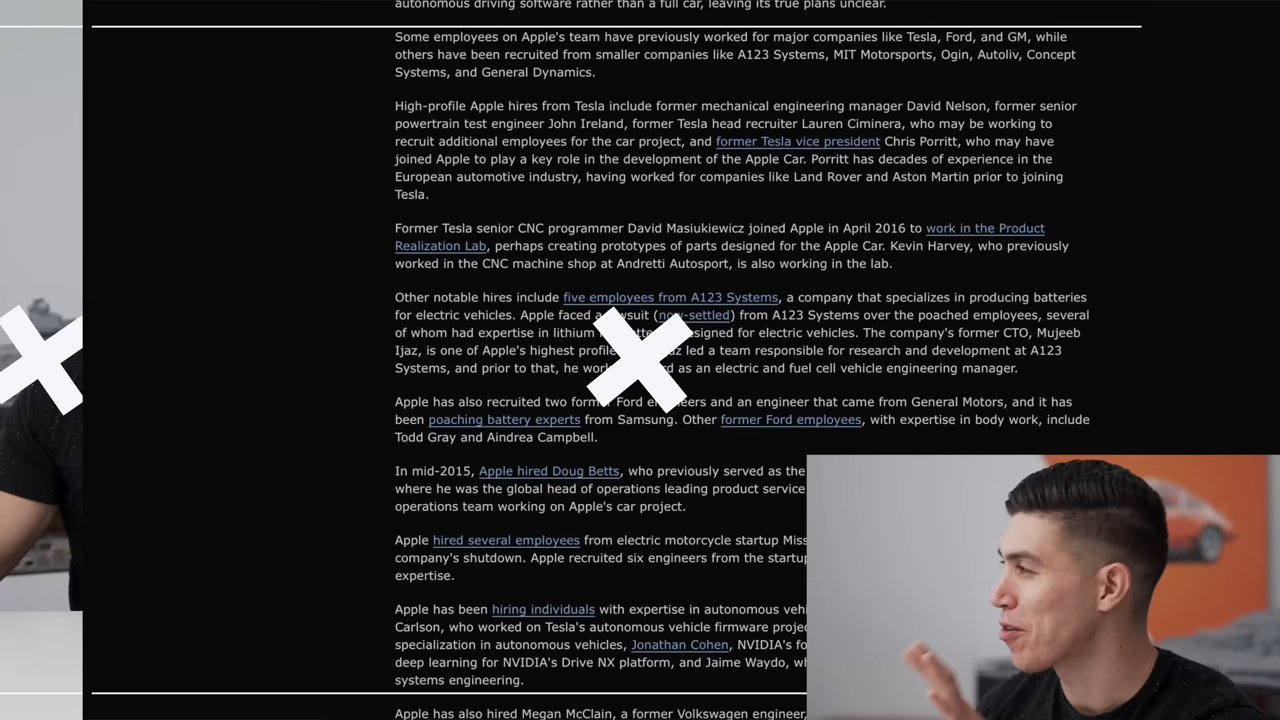 autonomous driving software rather than a full car, leaving its true plans unclear.
Some employees on Apple's team have previously worked for major companies like Tesla, Ford, and GM, while
others have been recruited from smaller companies like A123 Systems, MIT Motorsports, Ogin, Autoliv, Concept
Systems, and General Dynamics.
High-profile Apple hires from Tesla include former mechanical engineering manager David Nelson, former senior
powertrain test engineer John Ireland, former Tesla head recruiter Lauren Ciminera, who may be working to
recruit additional employees for the car project, and former Tesla vice president Chris Porritt, who may have
joined Apple to play a key role in the development of the Apple Car. Porritt has decades of experience in the
European automotive industry, having worked for companies like Land Rover and Aston Martin prior to joining
Tesla.
Former Tesla senior CNC programmer David Masiukiewicz joined Apple in April 2016 to work in the Product
Realization Lab, perhaps creating prototypes of parts designed for the Apple Car. Kevin Harvey, who previously
worked in the CNC machine shop at Andretti Autosport, is also working in the lab.
Other notable hires include five employees from A123 Systems, a company that specializes in producing batteries
for electric vehicles. Apple faced a lawsuit (now-settled) from A123 Systems over the poached employees, several
of whom had expertise in lithium designed for electric vehicles. The company's former CTO, Mujeeb
Ijaz, is one of Apple's highest profile led a team responsible for research and development at A123
Systems, and prior to that, he as an electric and fuel cell vehicle engineering manager.
Apple has also recruited two former Ford engineers and an engineer that came from General Motors, and it has
been poaching battery experts from Samsung. Other former Ford employees, with expertise in body work, include
Todd Gray and Aindrea Campbell.
In mid-2015, Apple hired Doug Betts, who previously served as the
where he was the global head of operations leading product service
operations team working on Apple's car project.
Apple hired several employees from electric motorcycle startup
company's shutdown. Apple recruited six engineers from the startup
expertise.
Apple has been hiring individuals with expertise in autonomous
Carlson, who worked on Tesla's autonomous vehicle firmware
specialization in autonomous vehicles, Jonathan Cohen, NVIDIA's
deep learning for NVIDIA's Drive NX platform, and Jaime Waydo,
systems engineering.
Apple has also hired Megan McClain, a former Volkswagen engineer,